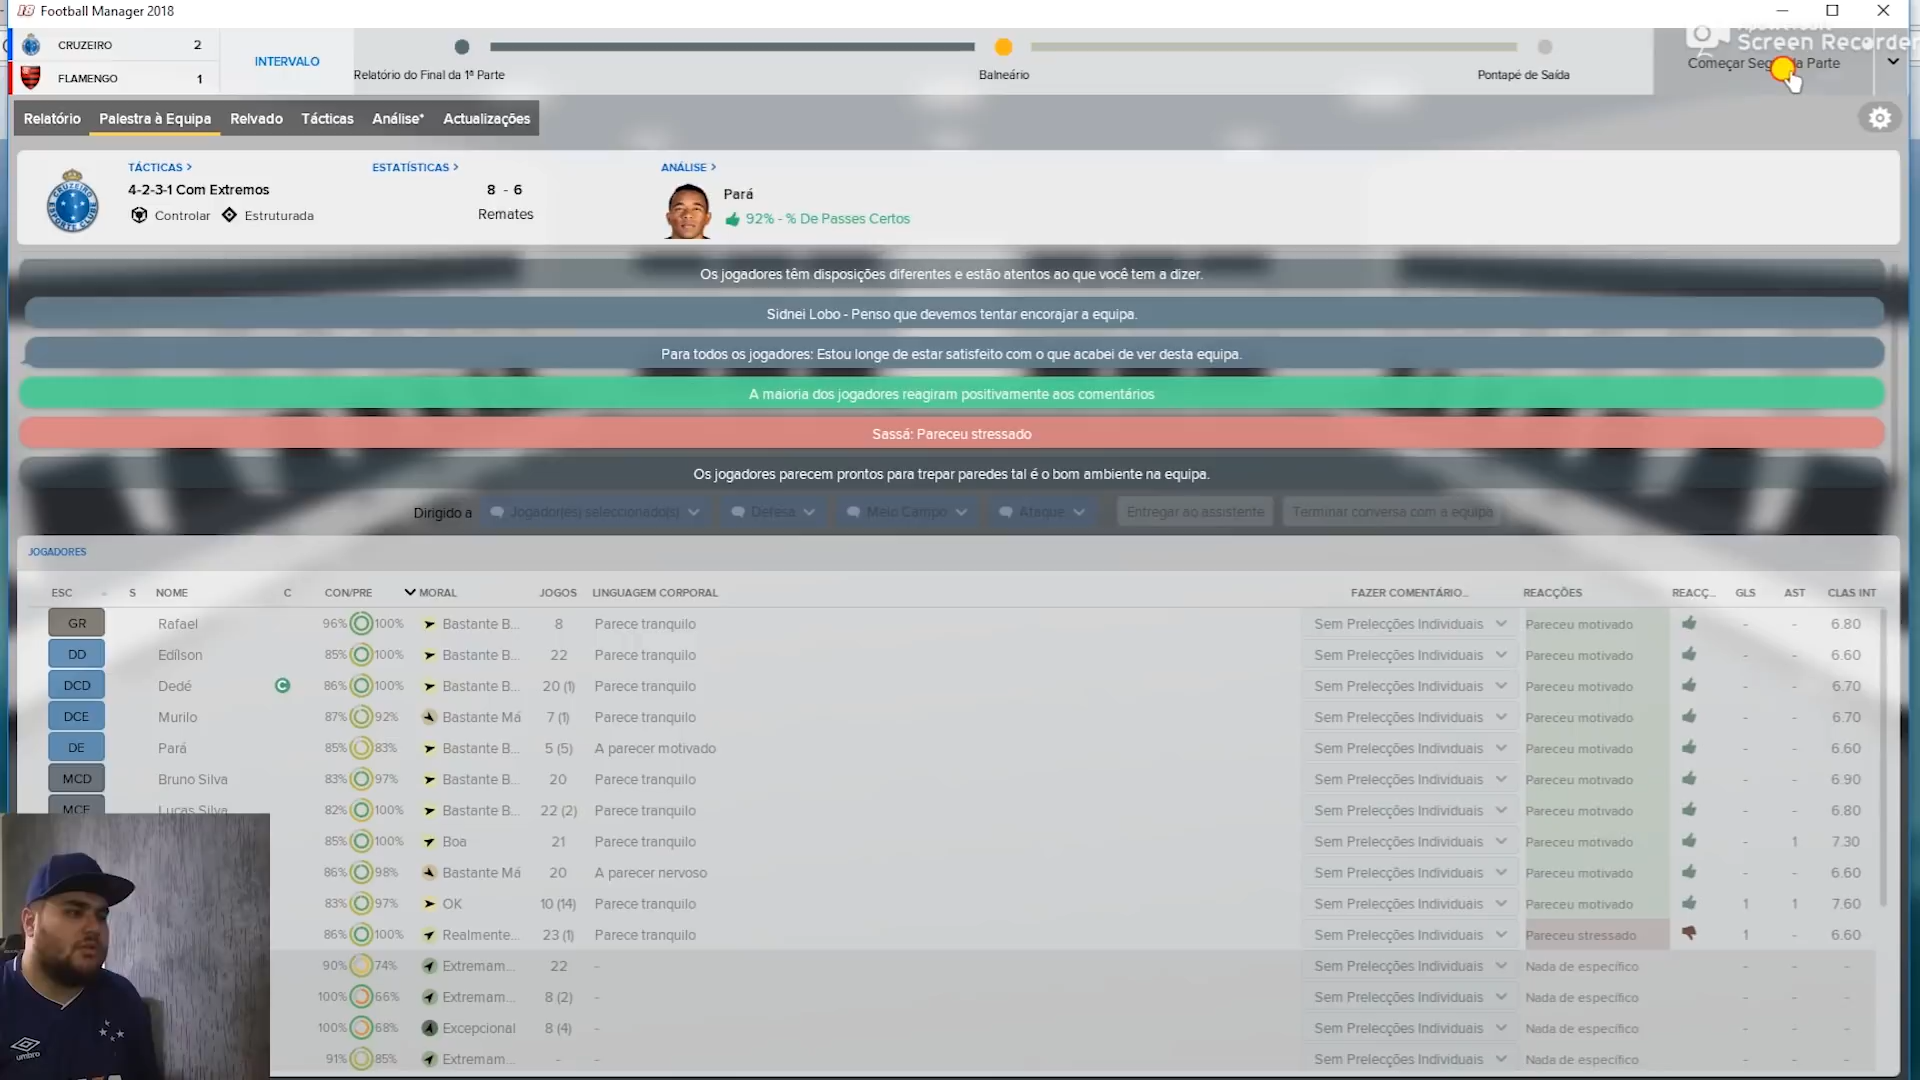 18 Football Manager 2018
CRUZEIRO 2
FLAMENGO 1
INTERVALO
Relatório do Final da 1ª Parte
Balneário
Pontapé de Saída
Screen Recorder
Começar Parte
Relatório Palestra à Equipa Relvado Tácticas Análise* Actualizações
TÁCTICAS >
4-2-3-1 Com Extremos
Controlar Estruturada
ESTATÍSTICAS >
8 - 6
Remates
ANÁLISE >
Pará
92% - % De Passes Certos
Os jogadores têm disposições diferentes e estão atentos ao que você tem a dizer.
Sidnei Lobo - Penso que devemos tentar encorajar a equipa.
Para todos os jogadores: Estou longe de estar satisfeito com o que acabei de ver desta equipa.
A maioria dos jogadores reagiram positivamente aos comentários
Sassá: Pareceu stressado
Os jogadores parecem prontos para trepar paredes tal é o bom ambiente na equipa.
Dirigido a Jogador(es) seleccionado(s) Defesa Meio Campo Ataque Entregar ao assistente Terminar conversa com a equipa
JOGADORES
ESC S NOME C CON/PRE MORAL JOGOS LINGUAGEM CORPORAL FAZER COMENTÁRIO... REACÇÕES REACÇ... GLS AST CLAS INT
GR Rafael 96% 100% Bastante B... 8 Parece tranquilo Sem Prelecções Individuais Pareceu motivado - - 6.80
DD Edílson 85% 100% Bastante B... 22 Parece tranquilo Sem Prelecções Individuais Pareceu motivado - - 6.60
DCD Dedé C 86% 100% Bastante B... 20 (1) Parece tranquilo Sem Prelecções Individuais Pareceu motivado - - 6.70
DCE Murilo 87% 92% Bastante Má 7 (1) Parece tranquilo Sem Prelecções Individuais Pareceu motivado - - 6.70
DE Pará 85% 83% Bastante B... 5 (5) A parecer motivado Sem Prelecções Individuais Pareceu motivado - - 6.60
MCD Bruno Silva 83% 97% Bastante B... 20 Parece tranquilo Sem Prelecções Individuais Pareceu motivado - - 6.90
MCE Lucas Silva 82% 100% Bastante B... 22 (2) Parece tranquilo Sem Prelecções Individuais Pareceu motivado - - 6.80
85% 100% Boa 21 Parece tranquilo Sem Prelecções Individuais Pareceu motivado - 1 7.30
86% 98% Bastante Má 20 A parecer nervoso Sem Prelecções Individuais Pareceu motivado - - 6.60
83% 97% OK 10 (14) Parece tranquilo Sem Prelecções Individuais Pareceu motivado 1 1 7.60
86% 100% Realmente... 23 (1) Parece tranquilo Sem Prelecções Individuais Pareceu stressado 1 - 6.60
90% 74% Extremam... 22 - Sem Prelecções Individuais Nada de específico - - -
100% 66% Extremam... 8 (2) - Sem Prelecções Individuais Nada de específico - - -
100% 68% Excepcional 8 (4) - Sem Prelecções Individuais Nada de específico - - -
91% 85% Extremam... - - Sem Prelecções Individuais Nada de específico - - -
umbro